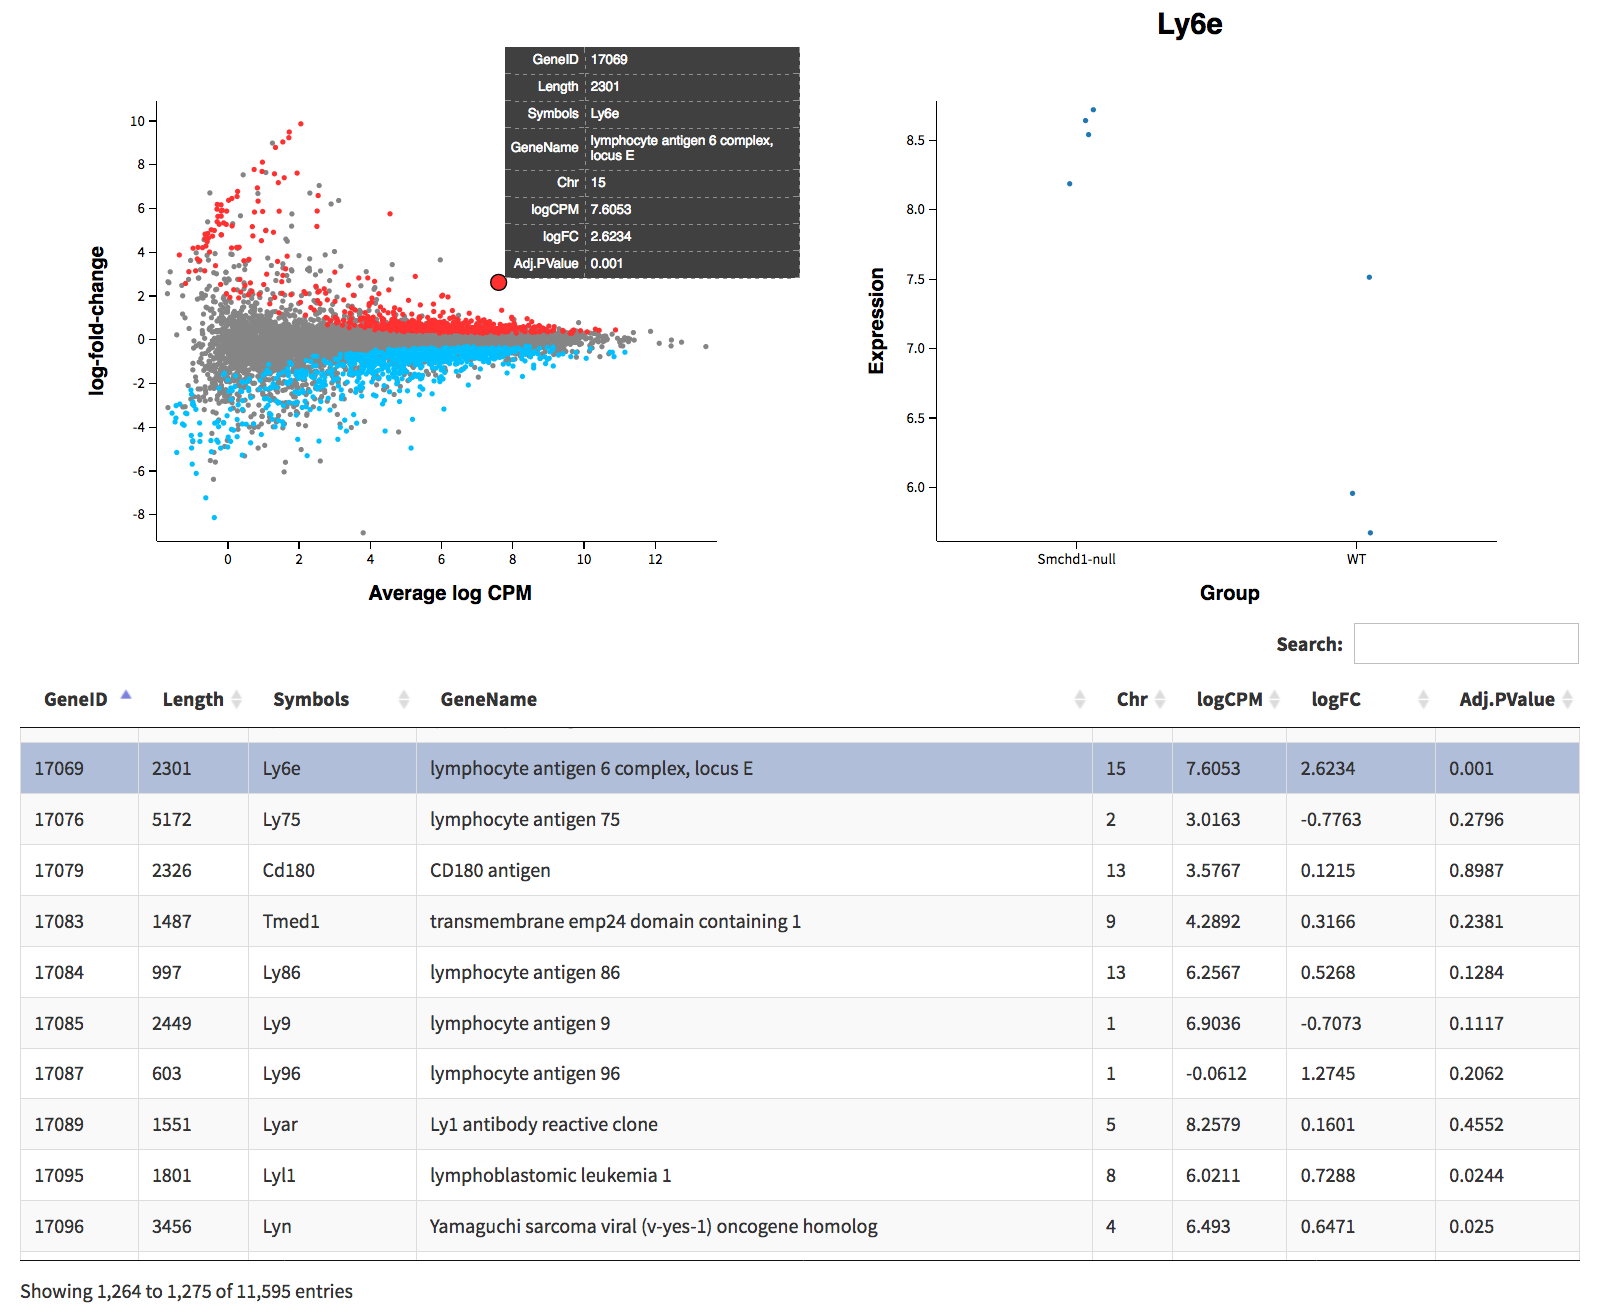 Ly6e
GeneID 17069
Length 2301
Symbols Ly6e
GeneName lymphocyte antigen 6 complex,
locus E
Chr 15
logCPM 7.6053
logFC 2.6234
Adj.PValue 0.001
log-fold-change
10
8
6
4
2
0
-2
-4
-6
-8
0 2 4 6 8 10 12
Average log CPM
Expression
8.5
8.0
7.5
7.0
6.5
6.0
Smchd1-null WT
Group
Search:
GeneID Length Symbols GeneName Chr logCPM logFC Adj.PValue
17069 2301 Ly6e lymphocyte antigen 6 complex, locus E 15 7.6053 2.6234 0.001
17076 5172 Ly75 lymphocyte antigen 75 2 3.0163 -0.7763 0.2796
17079 2326 Cd180 CD180 antigen 13 3.5767 0.1215 0.8987
17083 1487 Tmed1 transmembrane emp24 domain containing 1 9 4.2892 0.3166 0.2381
17084 997 Ly86 lymphocyte antigen 86 13 6.2567 0.5268 0.1284
17085 2449 Ly9 lymphocyte antigen 9 1 6.9036 -0.7073 0.1117
17087 603 Ly96 lymphocyte antigen 96 1 -0.0612 1.2745 0.2062
17089 1551 Lyar Ly1 antibody reactive clone 5 8.2579 0.1601 0.4552
17095 1801 Lyl1 lymphoblastomic leukemia 1 8 6.0211 0.7288 0.0244
17096 3456 Lyn Yamaguchi sarcoma viral (v-yes-1) oncogene homolog 4 6.493 0.6471 0.025
Showing 1,264 to 1,275 of 11,595 entries